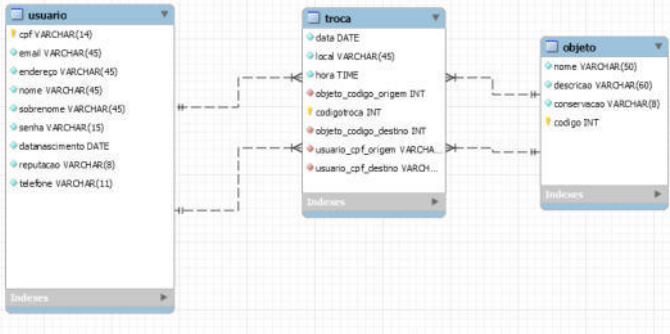 usuario
cpf VARCHAR(14)
email VARCHAR(45)
endereço VARCHAR(45)
nome VARCHAR(45)
sobrenome VARCHAR(45)
senha VARCHAR(15)
datanascimento DATE
reputacao VARCHAR(8)
telefone VARCHAR(11)
Indexes
troca
data DATE
local VARCHAR(45)
hora TIME
objeto_codigo_origem INT
codigotroca INT
objeto_codigo_destino INT
usuario_cpf_origem VARCHA...
usuario_cpf_destino VARCH...
Indexes
objeto
nome VARCHAR(50)
descricao VARCHAR(60)
conservacao VARCHAR(8)
codigo INT
Indexes